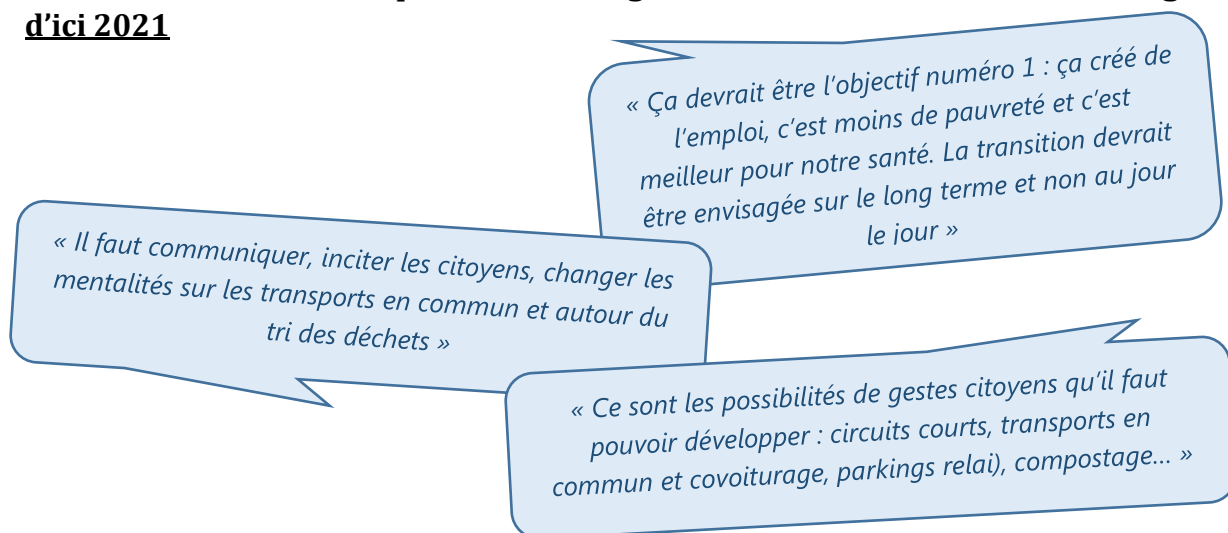 d'ici 2021
« Ça devrait être l'objectif numéro 1 : ça créé de
l'emploi, c'est moins de pauvreté et c'est
meilleur pour notre santé. La transition devrait
être envisagée sur le long terme et non au jour
le jour »
« Il faut communiquer, inciter les citoyens, changer les
mentalités sur les transports en commun et autour du
tri des déchets »
« Ce sont les possibilités de gestes citoyens qu'il faut
pouvoir développer : circuits courts, transports en
commun et covoiturage, parkings relai), compostage... »